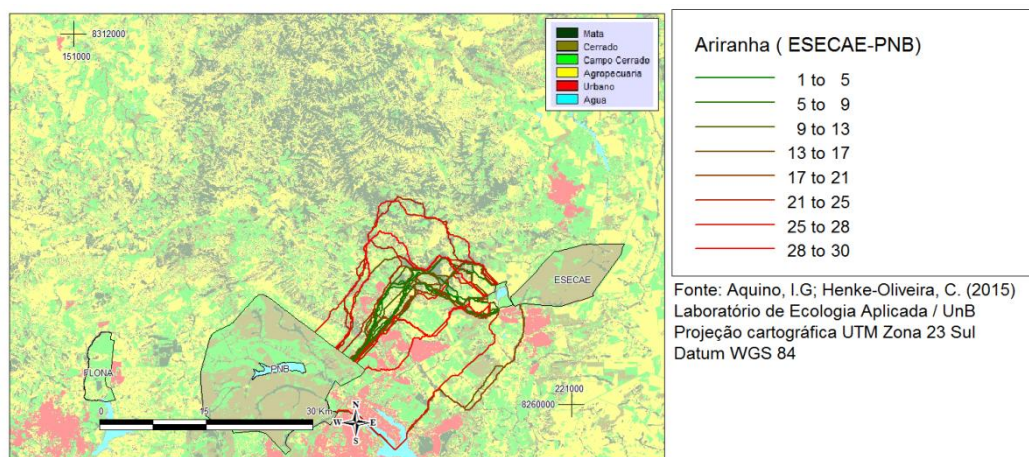 8312000
151000
Mata
Cerrado
Campo Cerrado
Agropecuaria
Urbano
Agua
ESECAE
FLONA
PNB
221000
8260000
0 15 30 Km
N
W E
S
Ariranha ( ESECAE-PNB)
1 to 5
5 to 9
9 to 13
13 to 17
17 to 21
21 to 25
25 to 28
28 to 30
Fonte: Aquino, I.G; Henke-Oliveira, C. (2015)
Laboratório de Ecologia Aplicada / UnB
Projeção cartográfica UTM Zona 23 Sul
Datum WGS 84